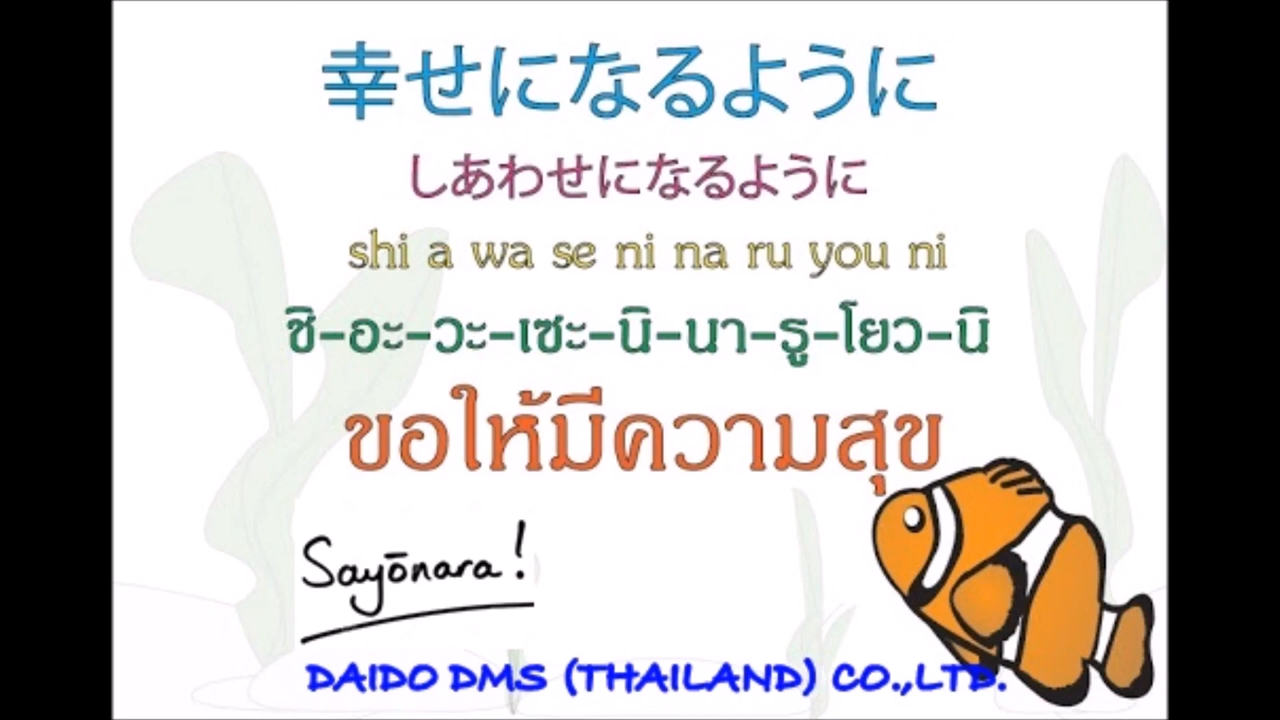 幸せになるように
しあわせになるように
shi a wa se ni na ru you ni
ชิ-อะ-วะ-เซะ-นิ-นา-รู-โยว-นิ
ขอให้มีความสุข
Sayōnara!
DAIDO DMS (THAILAND) CO.,LTD.